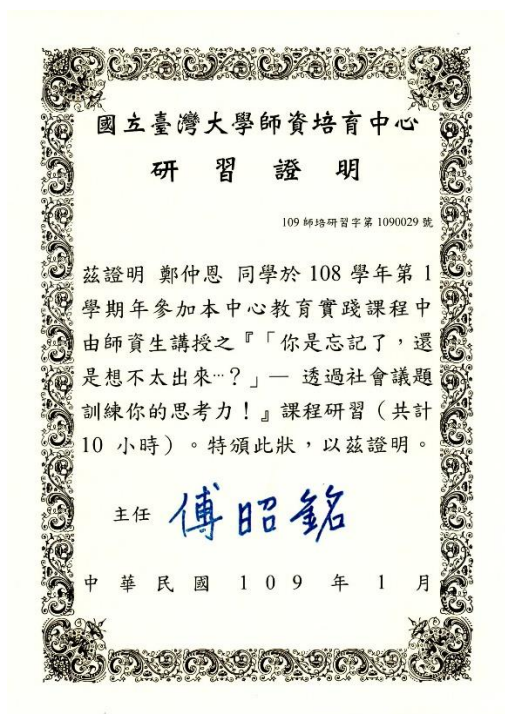 國立臺灣大學師資培育中心
研習證明
109 師培研習字第 1090029 號
茲證明 鄭仲恩 同學於 108 學年第 1
學期年參加本中心教育實踐課程中
由師資生講授之『「你是忘記了，還
是想不太出來…？」— 透過社會議題
訓練你的思考力！』課程研習（共計
10 小時）。特頒此狀，以茲證明。
主任 傅昭銘
中華民國 109 年 1 月